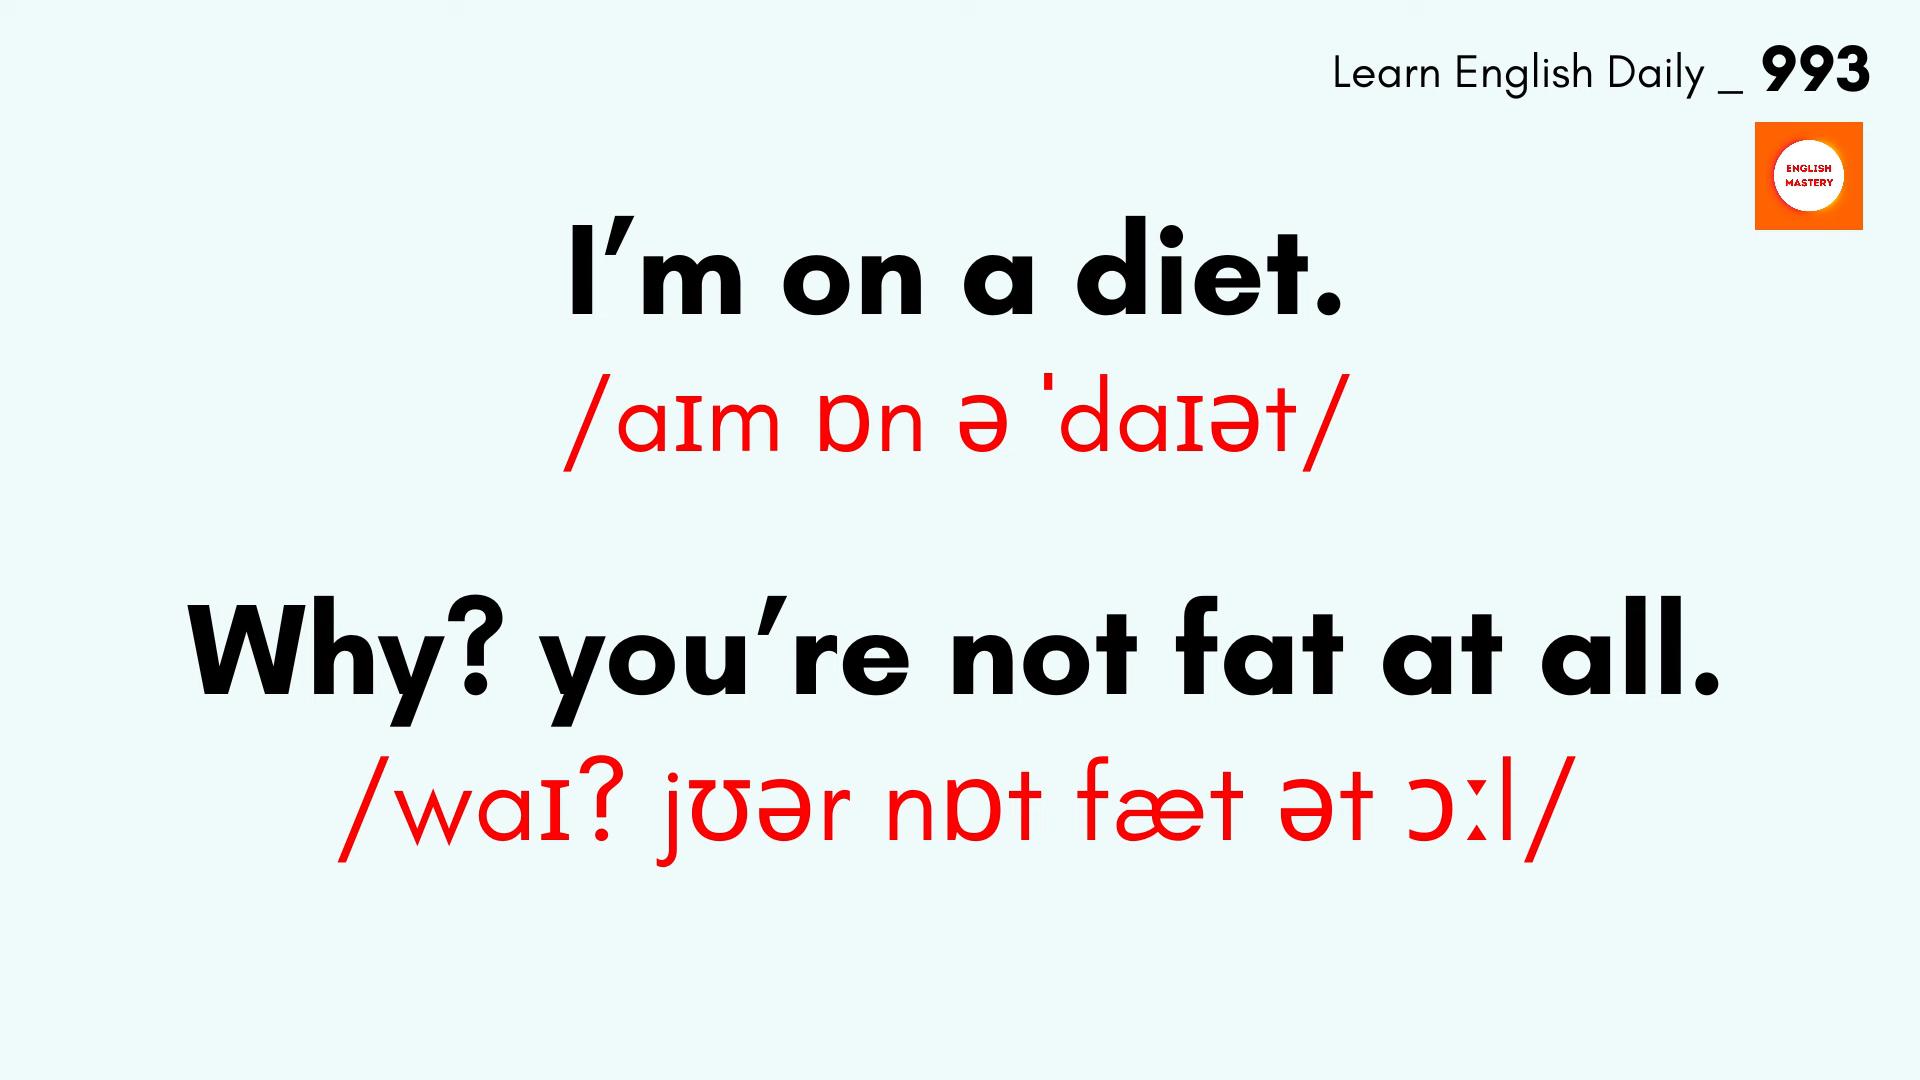 Learn English Daily _ 993
ENGLISH
MASTERY
I’m on a diet.
/aɪm ɒn ə ˈdaɪət/
Why? you’re not fat at all.
/waɪ? jʊər nɒt fæt ət ɔːl/